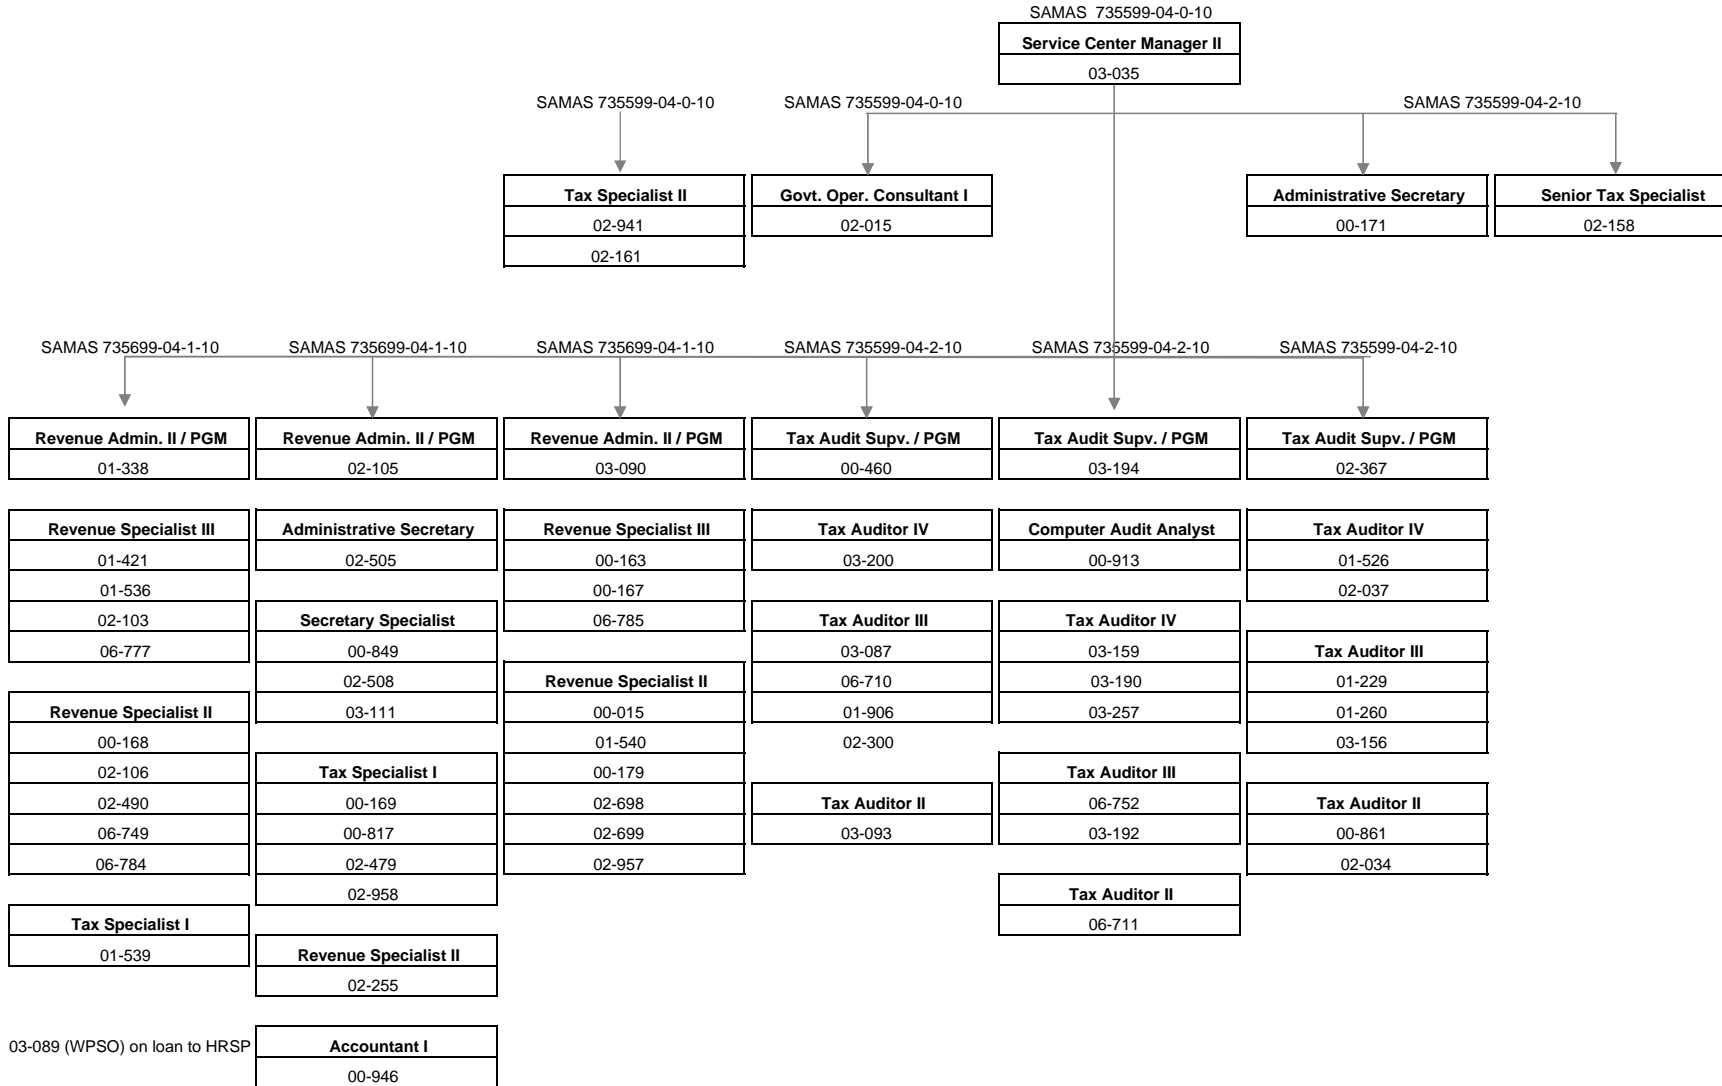 SAMAS 735599-04-0-10
Service Center Manager II
03-035
SAMAS 735599-04-0-10
SAMAS 735599-04-0-10
SAMAS 735599-04-2-10
Tax Specialist II
02-941
02-161
Govt. Oper. Consultant I
02-015
Administrative Secretary
00-171
Senior Tax Specialist
02-158
SAMAS 735699-04-1-10
SAMAS 735699-04-1-10
SAMAS 735699-04-1-10
SAMAS 735599-04-2-10
SAMAS 735599-04-2-10
SAMAS 735599-04-2-10
Revenue Admin. II / PGM
01-338
Revenue Specialist III
01-421
01-536
02-103
06-777
Revenue Specialist II
00-168
02-106
02-490
06-749
06-784
Tax Specialist I
01-539
03-089 (WPSO) on loan to HRSP
Revenue Admin. II / PGM
02-105
Administrative Secretary
02-505
Secretary Specialist
00-849
02-508
03-111
Tax Specialist I
00-169
00-817
02-479
02-958
Revenue Specialist II
02-255
Accountant I
00-946
Revenue Admin. II / PGM
03-090
Revenue Specialist III
00-163
00-167
06-785
Revenue Specialist II
00-015
01-540
00-179
02-698
02-699
02-957
Tax Audit Supv. / PGM
00-460
Tax Auditor IV
03-200
Tax Auditor III
03-087
06-710
01-906
02-300
Tax Auditor II
03-093
Tax Audit Supv. / PGM
03-194
Computer Audit Analyst
00-913
Tax Auditor IV
03-159
03-190
03-257
Tax Auditor III
06-752
03-192
Tax Auditor II
06-711
Tax Audit Supv. / PGM
02-367
Tax Auditor IV
01-526
02-037
Tax Auditor III
01-229
01-260
03-156
Tax Auditor II
00-861
02-034